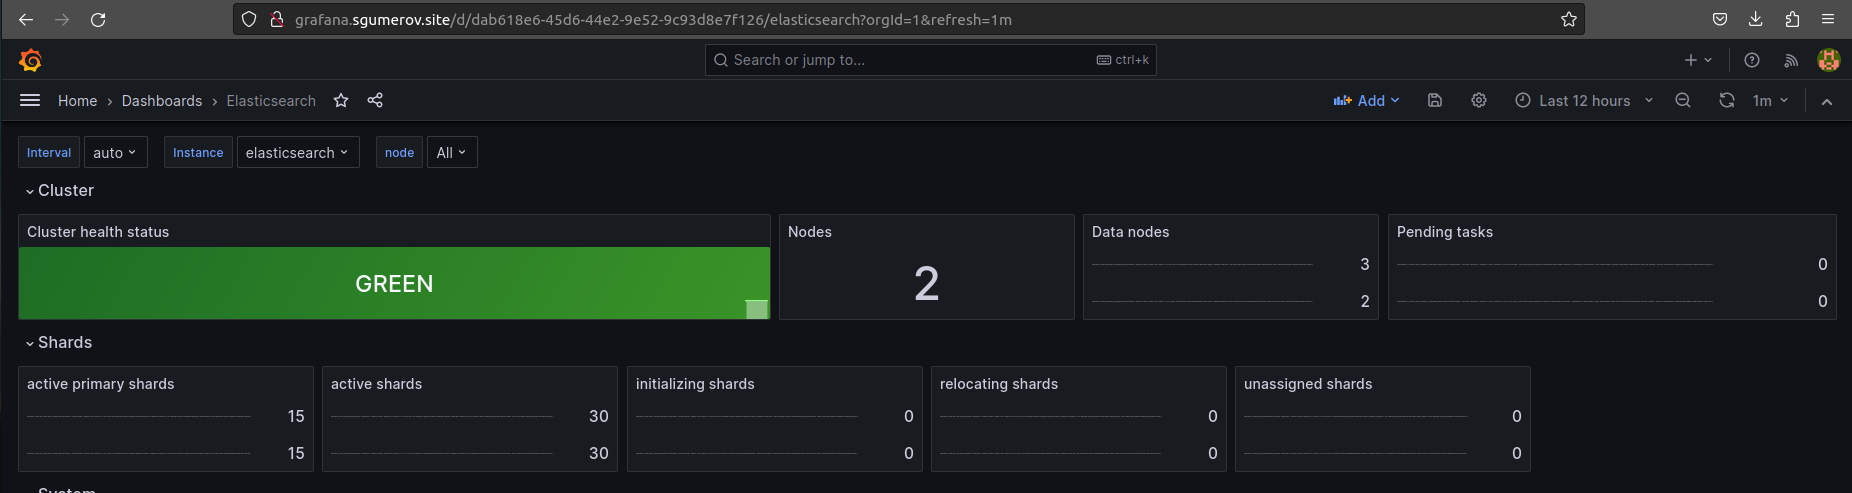 grafana.sgumerov.site/d/dab618e6-45d6-44e2-9e52-9c93d8e7f126/elasticsearch?orgId=1&refresh=1m
Search or jump to... ctrl+k
Home › Dashboards › Elasticsearch Add Last 12 hours 1m
Interval auto Instance elasticsearch node All
Cluster
Cluster health status Nodes Data nodes Pending tasks
GREEN 2 3 0
2 0
Shards
active primary shards active shards initializing shards relocating shards unassigned shards
15 30 0 0 0
15 30 0 0 0
System